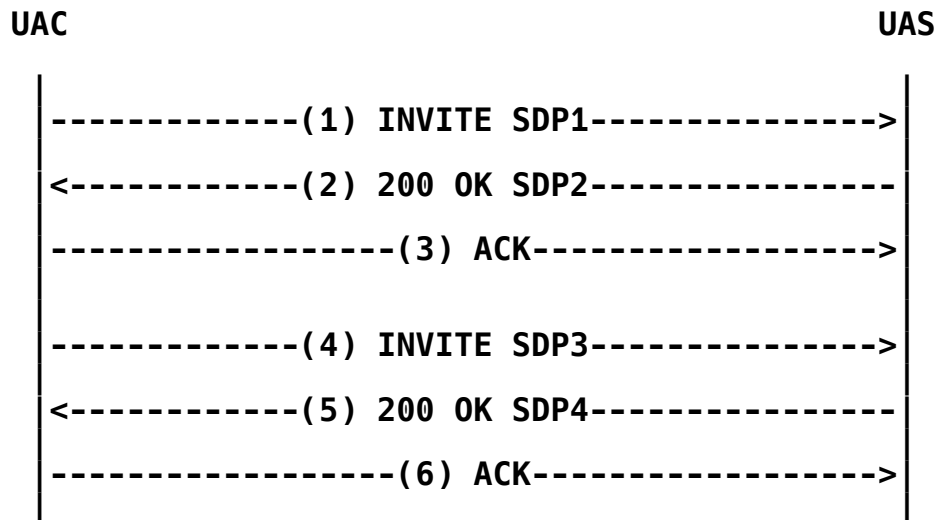 UAC UAS
-------------(1) INVITE SDP1--------------->
<------------(2) 200 OK SDP2----------------
------------------(3) ACK------------------>
-------------(4) INVITE SDP3--------------->
<------------(5) 200 OK SDP4----------------
------------------(6) ACK------------------>